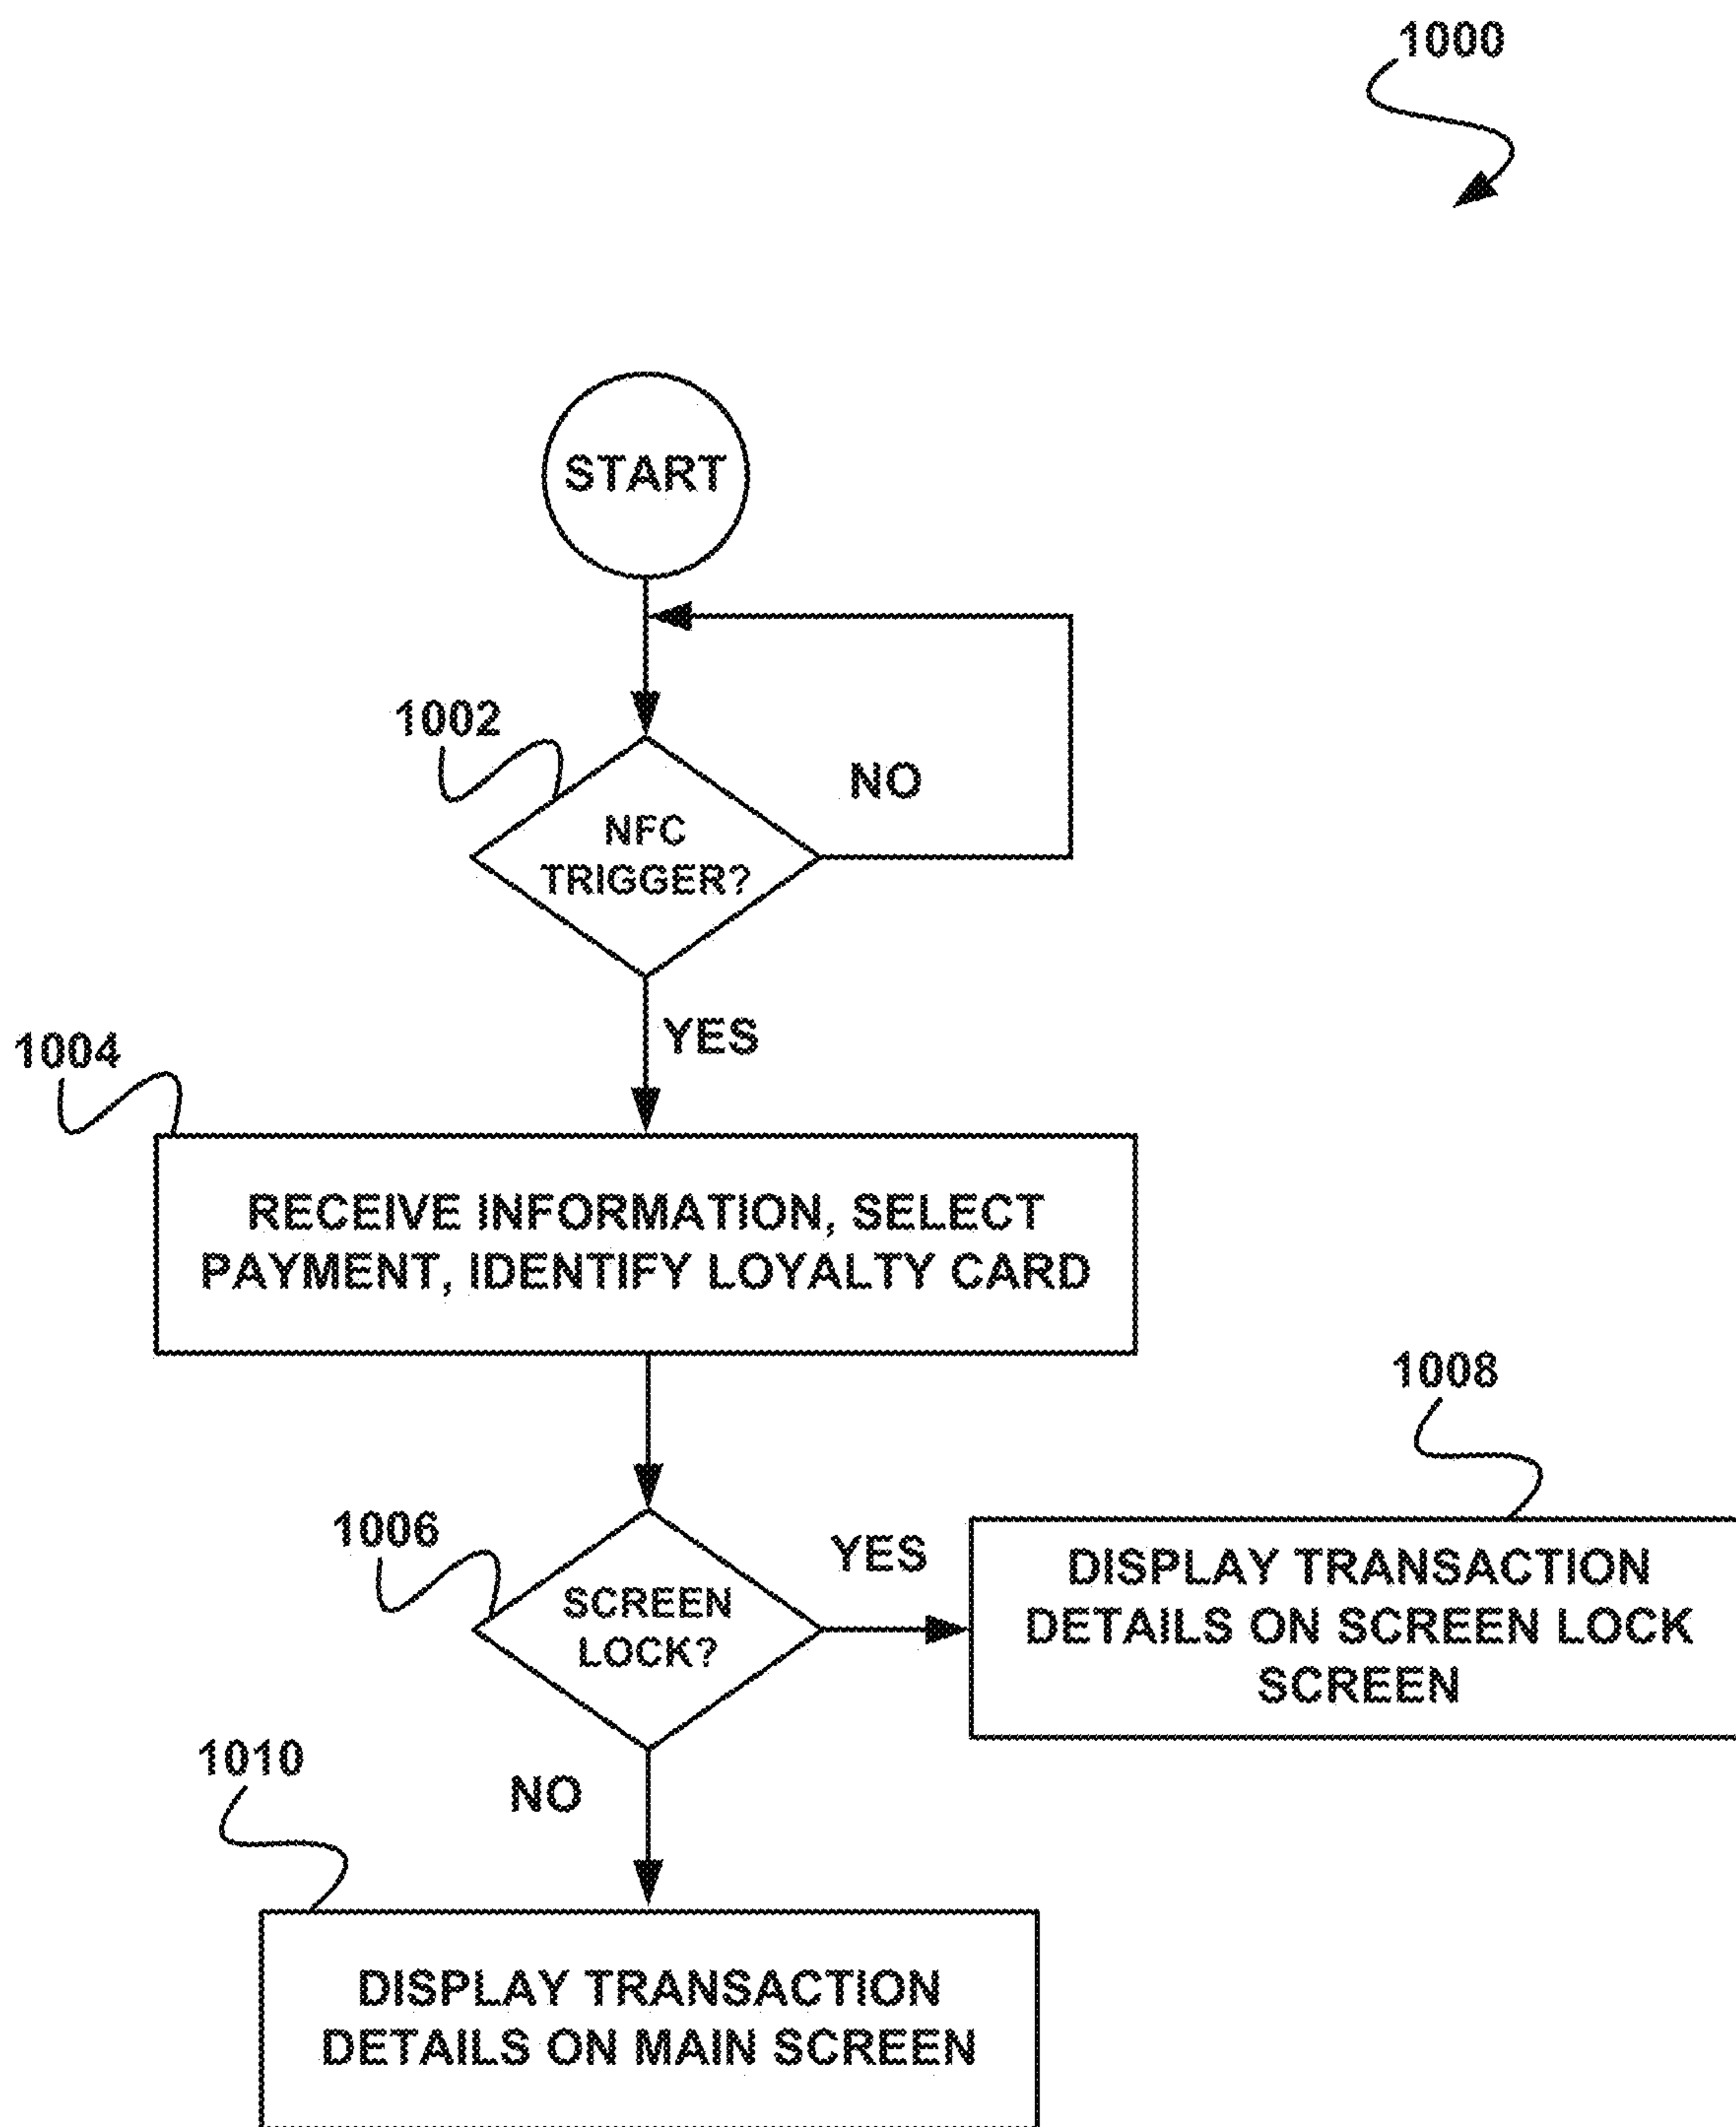 1000
START
1002
NO
NFC
TRIGGER?
YES
1004
RECEIVE INFORMATION, SELECT
PAYMENT, IDENTIFY LOYALTY CARD
1008
1006
YES
SCREEN
LOCK?
DISPLAY TRANSACTION
DETAILS ON SCREEN LOCK
SCREEN
1010
NO
DISPLAY TRANSACTION
DETAILS ON MAIN SCREEN